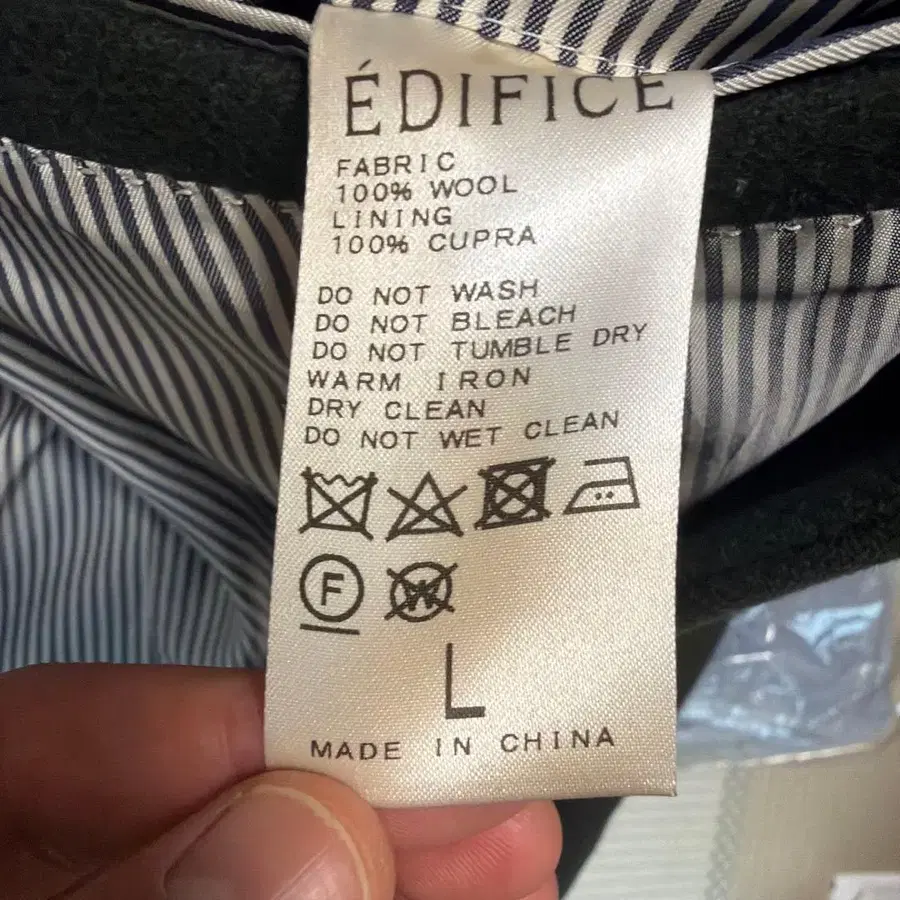 ÉDIFICE
FABRIC
100% WOOL
LINING
100% CUPRA
DO NOT WASH
DO NOT BLEACH
DO NOT TUMBLE DRY
WARM IRON
DRY CLEAN
DO NOT WET CLEAN
F W
L
MADE IN CHINA